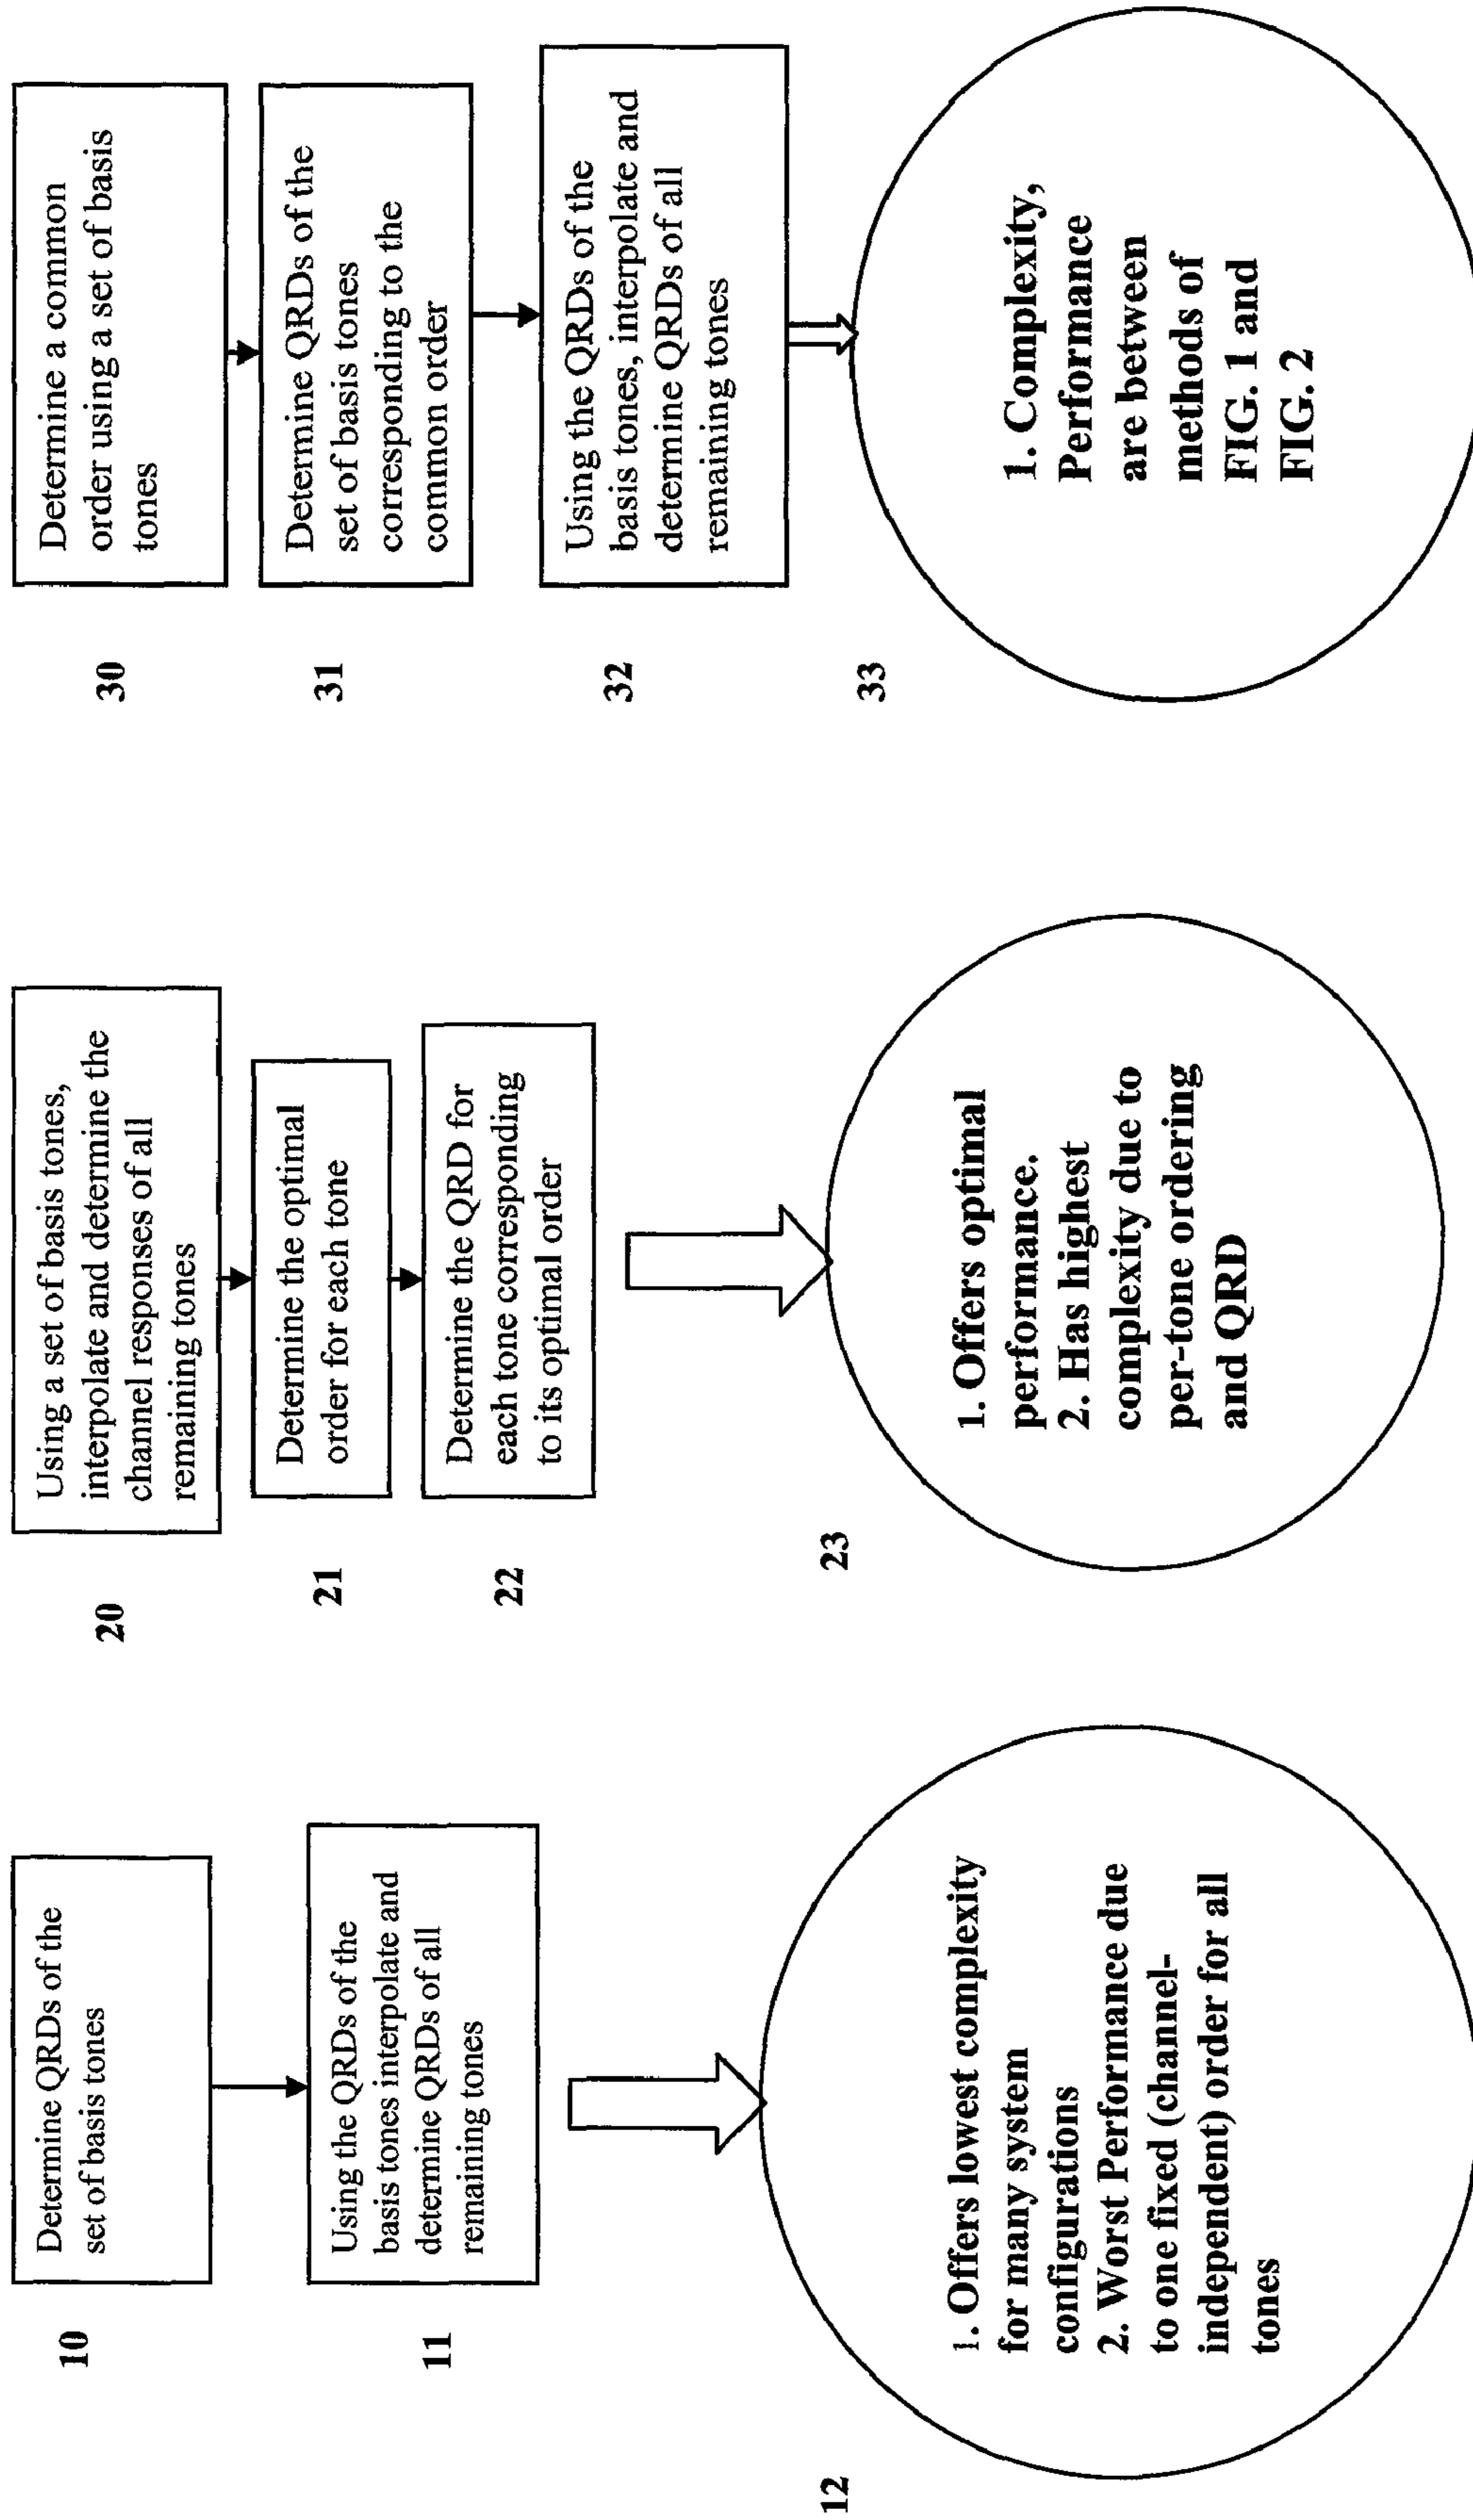 10
Determine QRDs of the
set of basis tones
11
Using the QRDs of the
basis tones interpolate and
determine QRDs of all
remaining tones
12
1. Offers lowest complexity
for many system
configurations
2. Worst Performance due
to one fixed (channel-
independent) order for all
tones
20
Using a set of basis tones,
interpolate and determine the
channel responses of all
remaining tones
21
Determine the optimal
order for each tone
22
Determine the QRD for
each tone corresponding
to its optimal order
23
1. Offers optimal
performance.
2. Has highest
complexity due to
per-tone ordering
and QRD
30
Determine a common
order using a set of basis
tones
31
Determine QRDs of the
set of basis tones
corresponding to the
common order
32
Using the QRDs of the
basis tones, interpolate and
determine QRDs of all
remaining tones
33
1. Complexity,
Performance
are between
methods of
FIG. 1 and
FIG. 2